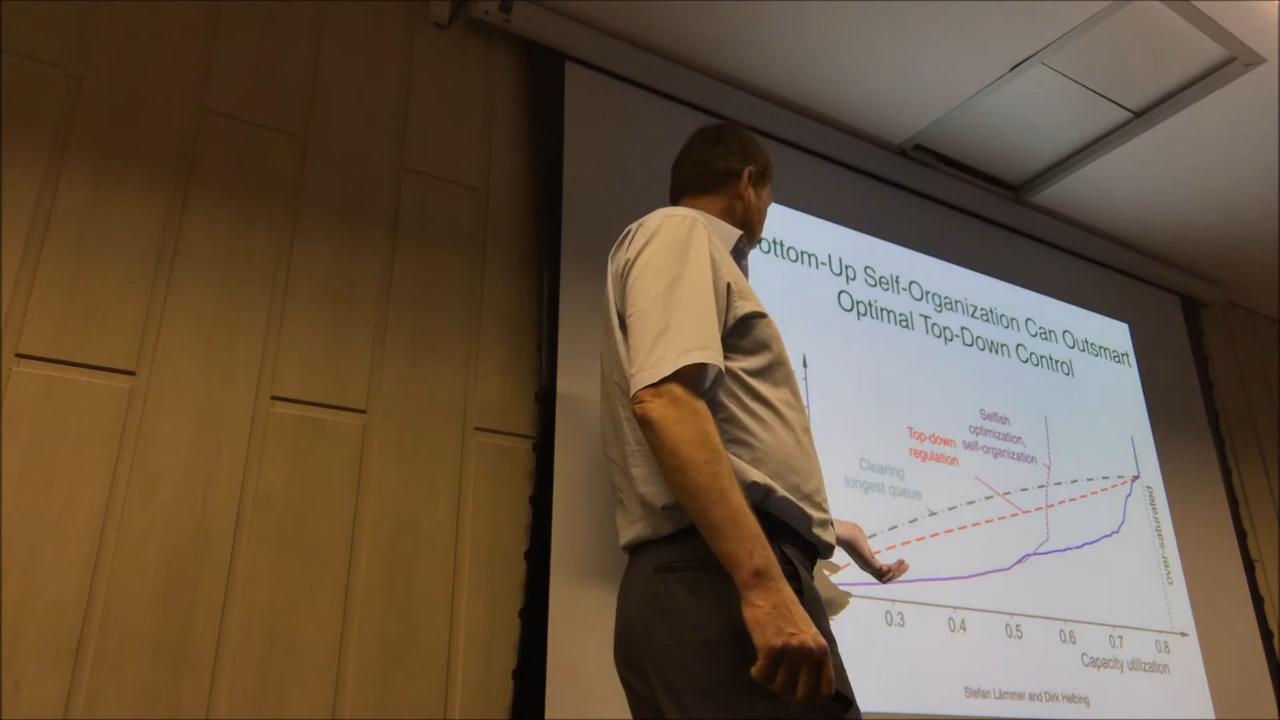 ottom-Up Self-Organization Can Outsmart
Optimal Top-Down Control
Selfish
optimization,
self-organization
Top-down
regulation
Clearing
longest queue
over-saturated
0.3 0.4 0.5 0.6 0.7 0.8
Capacity utilization
Stefan Lämmer and Dirk Helbing